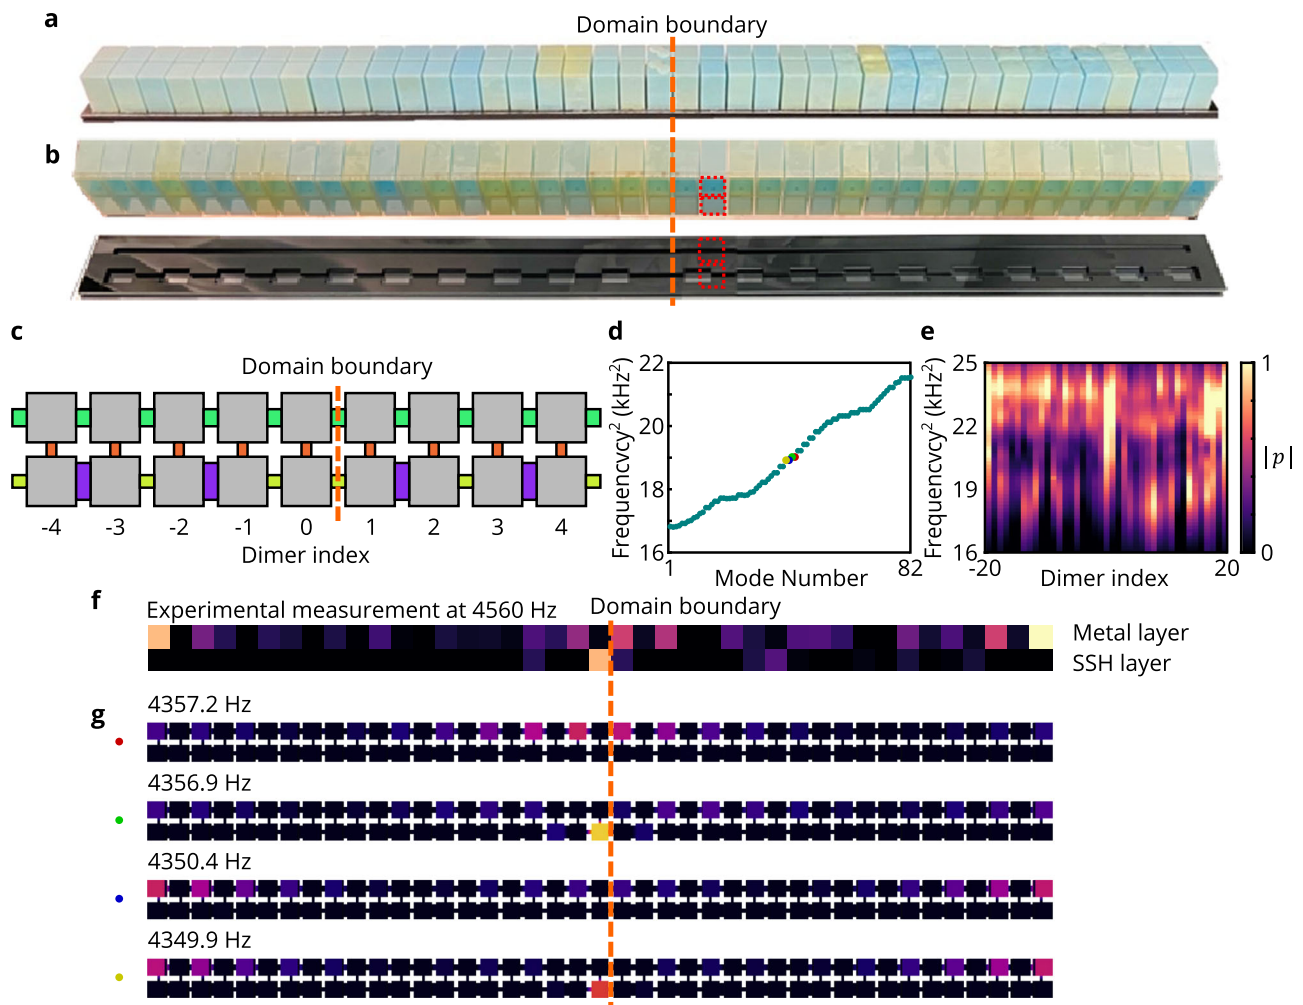 a
Domain boundary
b
c
Domain boundary
-4 -3 -2 -1 0 1 2 3 4
Dimer index
d
Frequencvcy² (kHz²)
22
20
18
16
1 82
Mode Number
e
Frequencvcy² (kHz²)
25
22
19
16
-20 20
Dimer index
1
|p|
0
f
Experimental measurement at 4560 Hz
Domain boundary
Metal layer
SSH layer
g
4357.2 Hz
4356.9 Hz
4350.4 Hz
4349.9 Hz